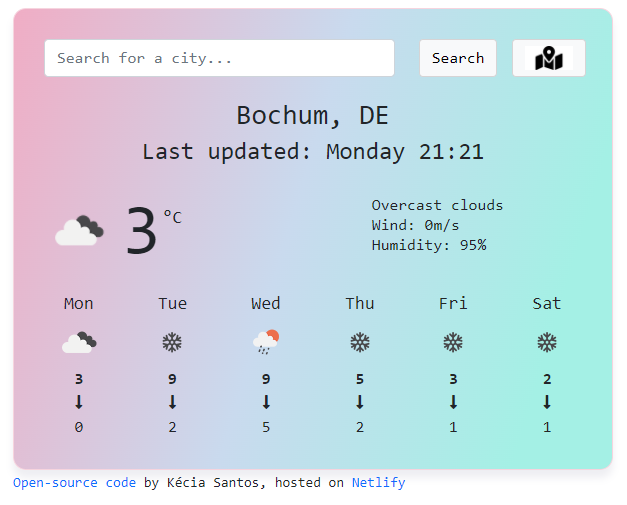 Search for a city... Search
Bochum, DE
Last updated: Monday 21:21
3 °C
Overcast clouds
Wind: 0m/s
Humidity: 95%
Mon Tue Wed Thu Fri Sat
3 9 9 5 3 2
0 2 5 2 1 1
Open-source code by Kécia Santos, hosted on Netlify